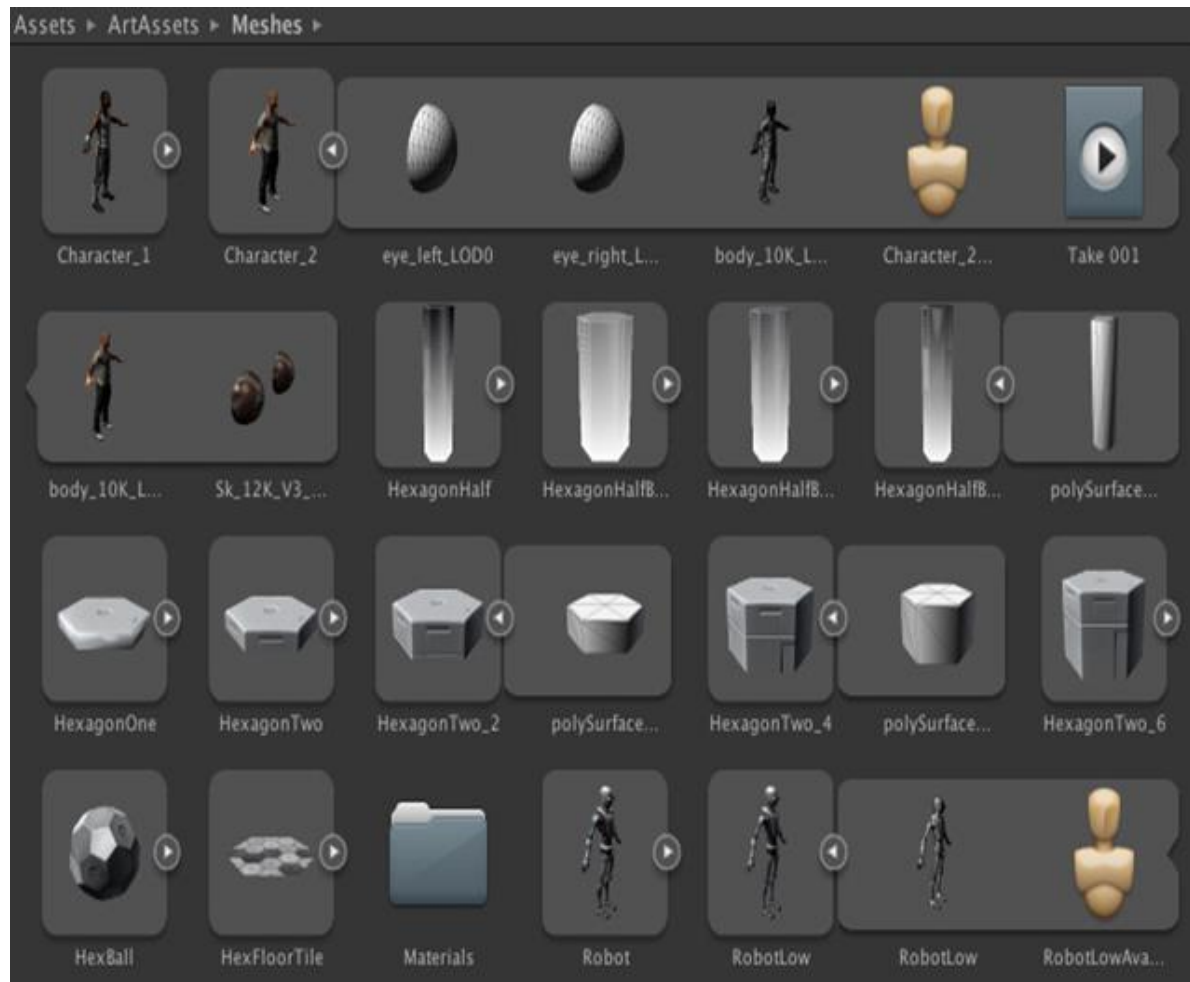 Assets ▸ ArtAssets ▸ Meshes ▸
Character_1 Character_2 eye_left_LOD0 eye_right_L... body_10K_L... Character_2... Take 001
body_10K_L... Sk_12K_V3_... HexagonHalf HexagonHalfB... HexagonHalfB... HexagonHalfB... polySurface...
HexagonOne HexagonTwo HexagonTwo_2 polySurface... HexagonTwo_4 polySurface... HexagonTwo_6
HexBall HexFloorTile Materials Robot RobotLow RobotLow RobotLowAva...